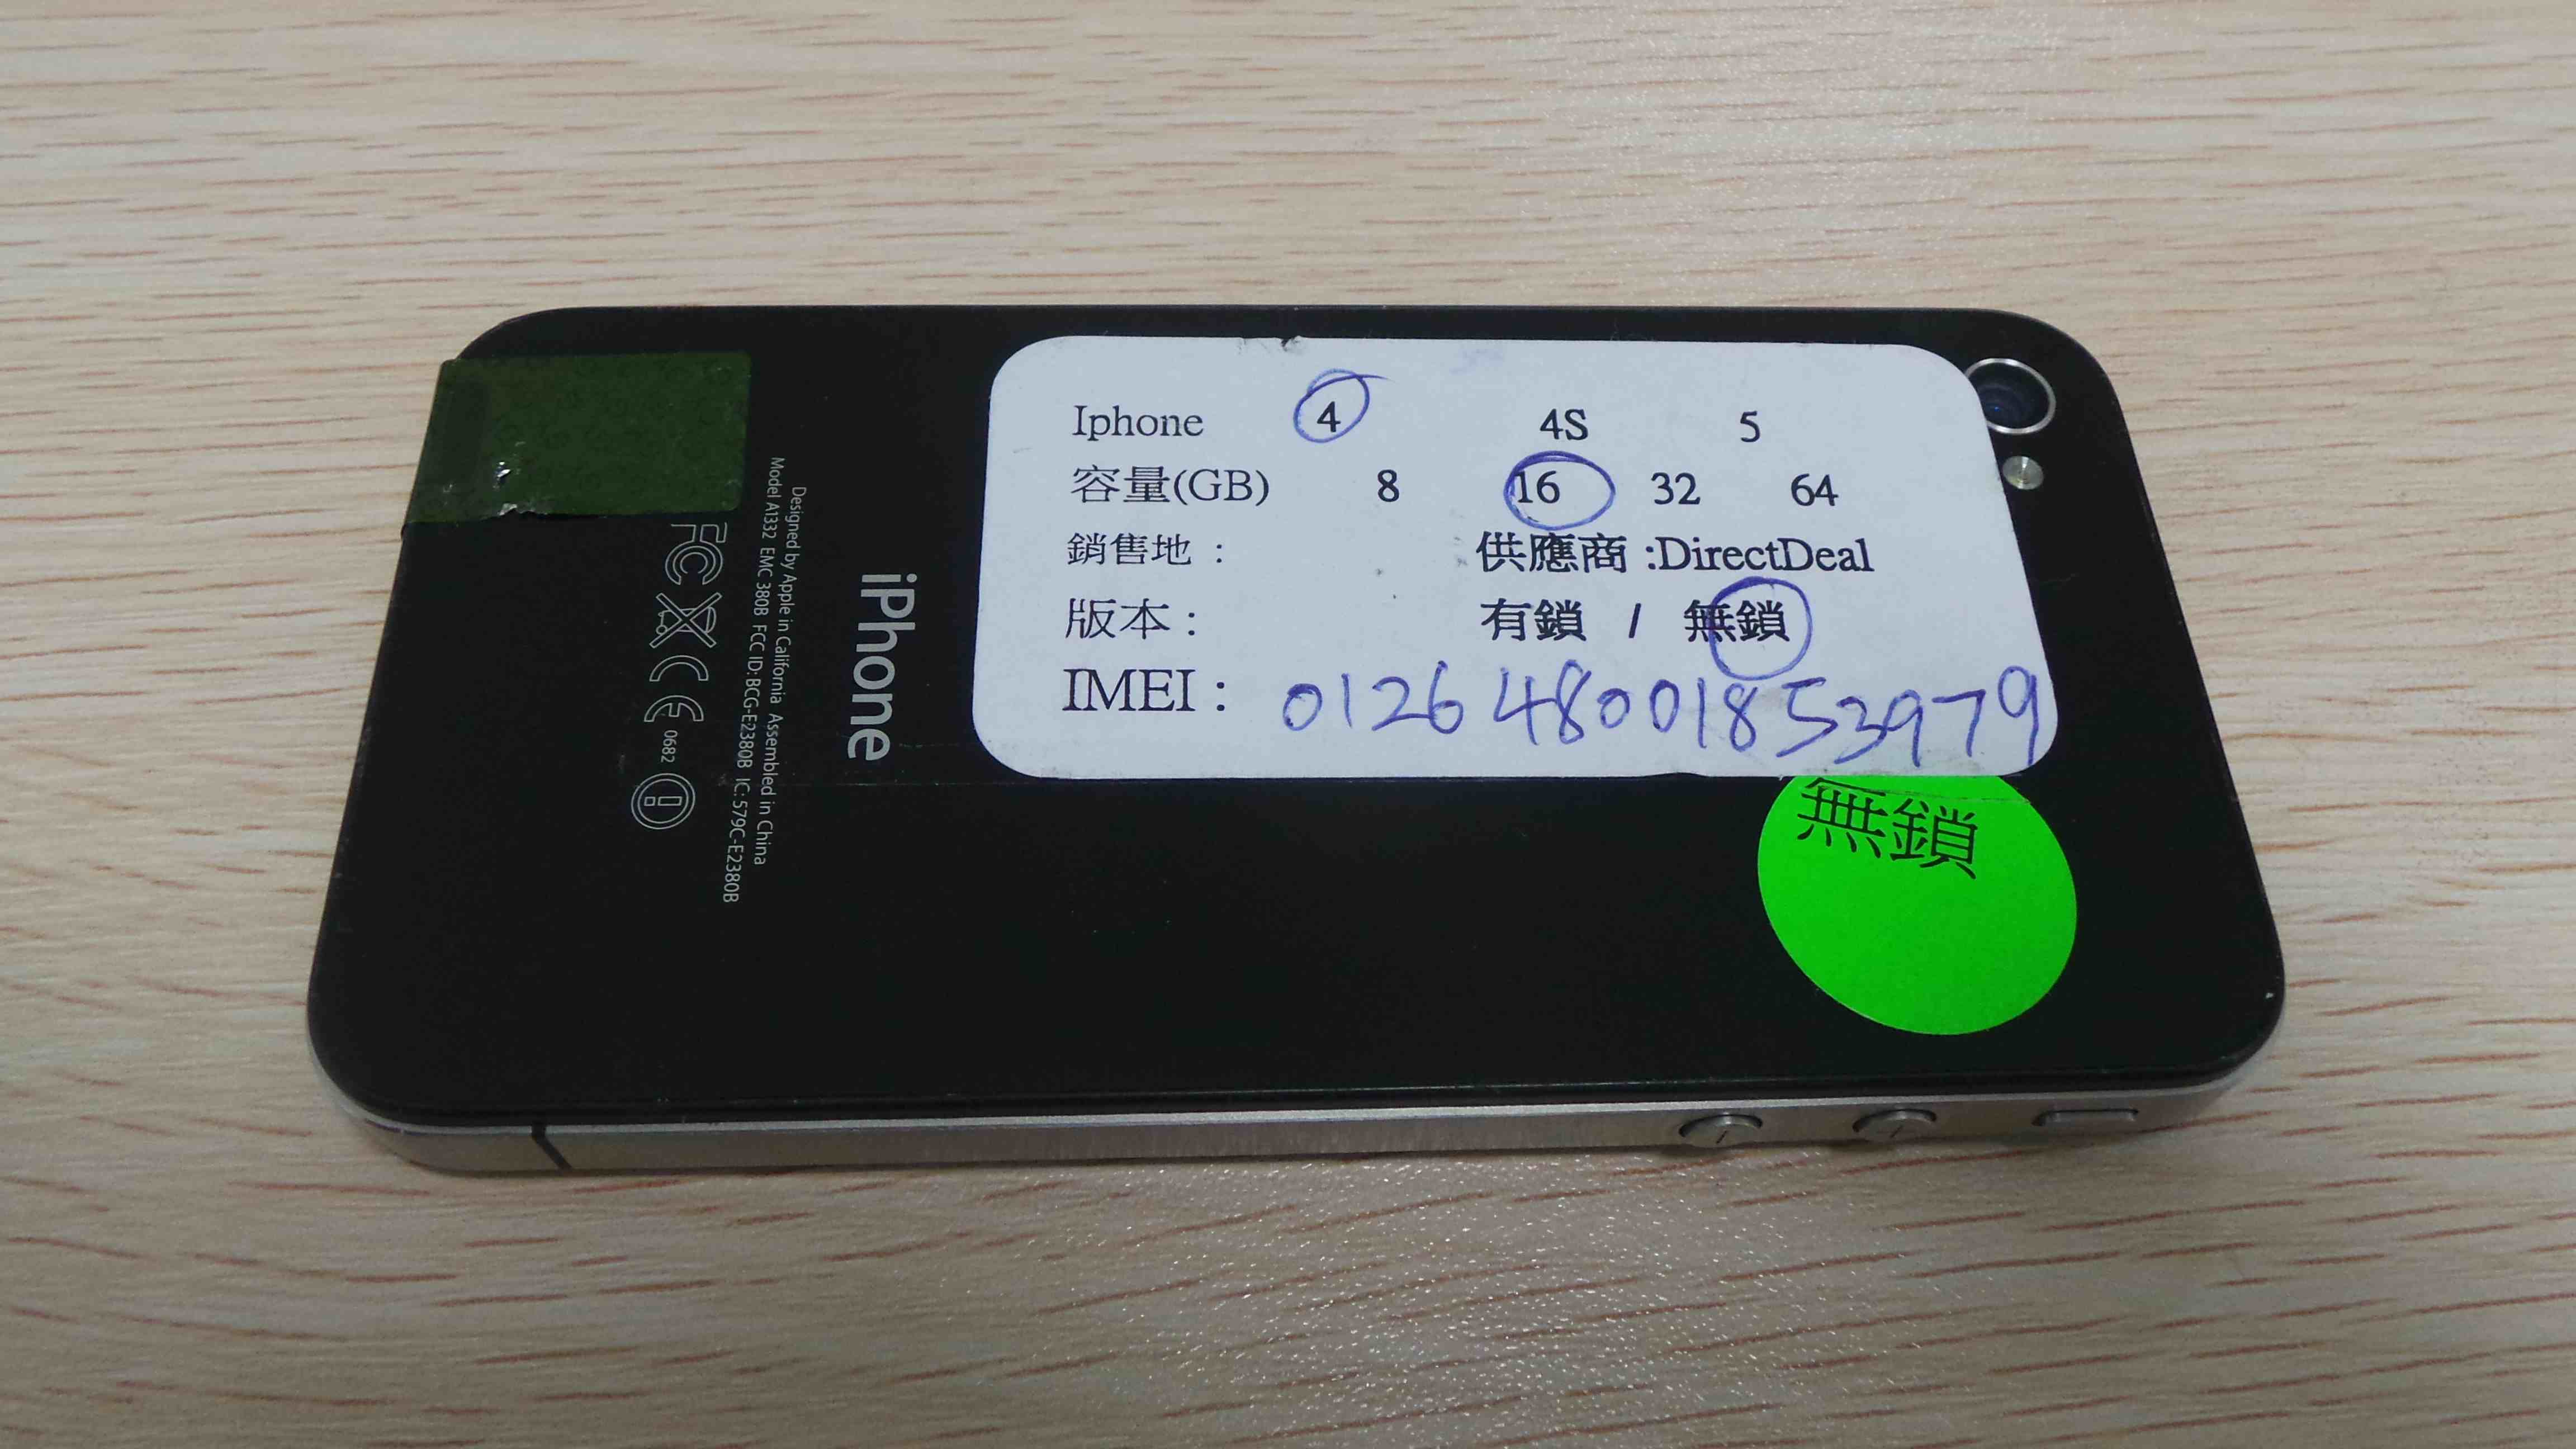 Iphone 4 4S 5
容量(GB) 8 16 32 64
銷售地 : 供應商 :DirectDeal
版本 : 有鎖 / 無鎖
IMEI : 012648001853979
無鎖
iPhone
Designed by Apple in California Assembled in China
Model A1332 EMC 380B FCC ID:BCG-E2380B IC:579C-E2380B
FC CE 0682